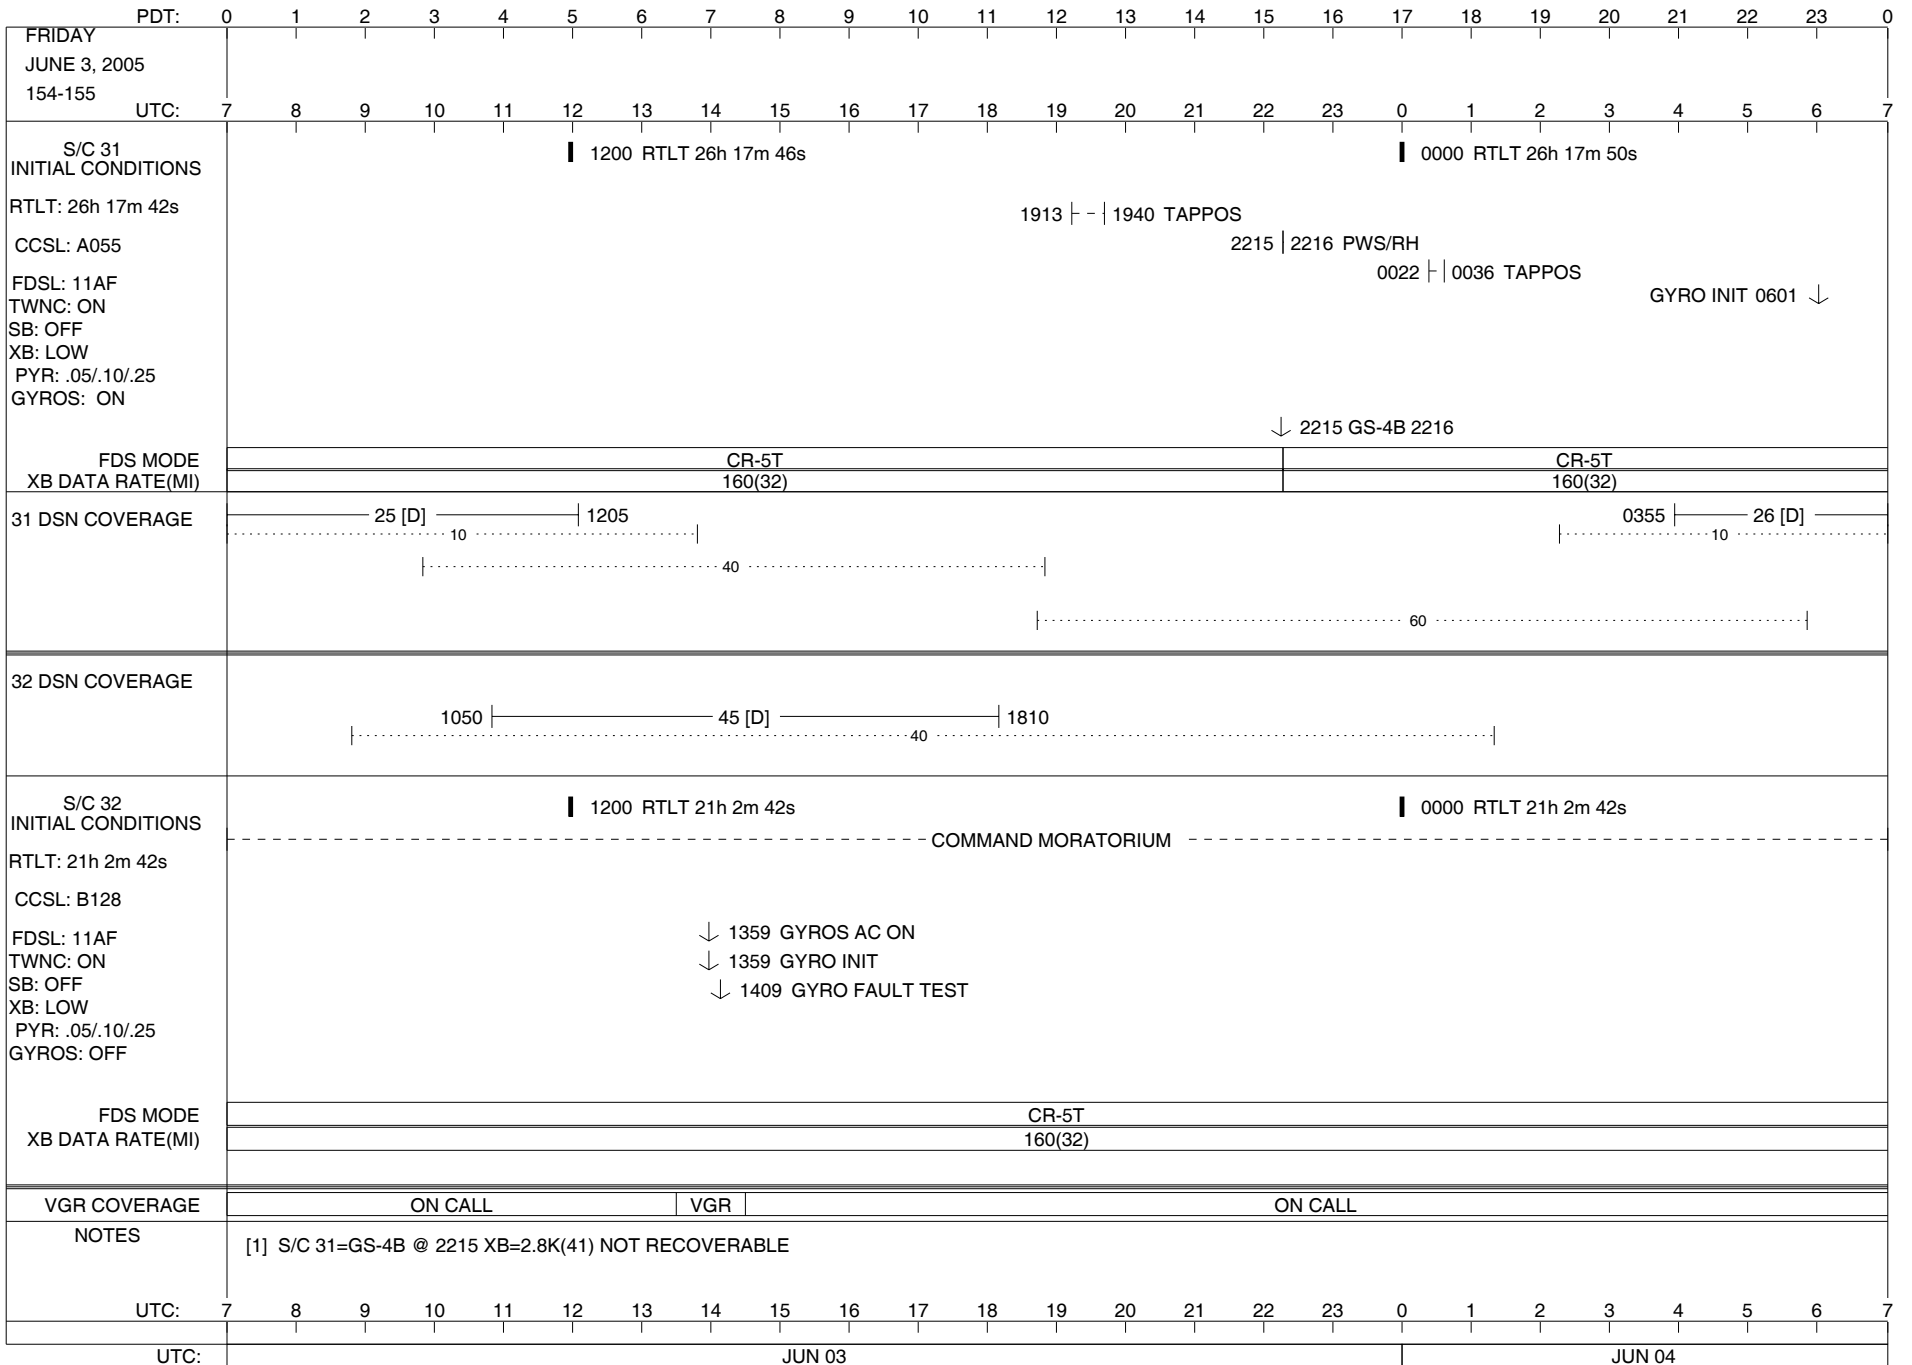 PDT: 0 1 2 3 4 5 6 7 8 9 10 11 12 13 14 15 16 17 18 19 20 21 22 23 0
FRIDAY
JUNE 3, 2005
154-155
UTC: 7 8 9 10 11 12 13 14 15 16 17 18 19 20 21 22 23 0 1 2 3 4 5 6 7
S/C 31
INITIAL CONDITIONS
1200 RTLT 26h 17m 46s
0000 RTLT 26h 17m 50s
RTLT: 26h 17m 42s
1913 1940 TAPPOS
CCSL: A055
2215 2216 PWS/RH
0022 0036 TAPPOS
FDSL: 11AF
GYRO INIT 0601
TWNC: ON
SB: OFF
XB: LOW
PYR: .05/.10/.25
GYROS: ON
2215 GS-4B 2216
FDS MODE CR-5T CR-5T
XB DATA RATE(MI) 160(32) 160(32)
31 DSN COVERAGE 25 [D] 1205 0355 26 [D]
10 10
40
60
32 DSN COVERAGE
1050 45 [D] 1810
40
S/C 32
INITIAL CONDITIONS
1200 RTLT 21h 2m 42s
0000 RTLT 21h 2m 42s
COMMAND MORATORIUM
RTLT: 21h 2m 42s
CCSL: B128
1359 GYROS AC ON
FDSL: 11AF
1359 GYRO INIT
TWNC: ON
SB: OFF
1409 GYRO FAULT TEST
XB: LOW
PYR: .05/.10/.25
GYROS: OFF
FDS MODE CR-5T
XB DATA RATE(MI) 160(32)
VGR COVERAGE ON CALL VGR ON CALL
NOTES
[1] S/C 31=GS-4B @ 2215 XB=2.8K(41) NOT RECOVERABLE
UTC: 7 8 9 10 11 12 13 14 15 16 17 18 19 20 21 22 23 0 1 2 3 4 5 6 7
UTC: JUN 03 JUN 04